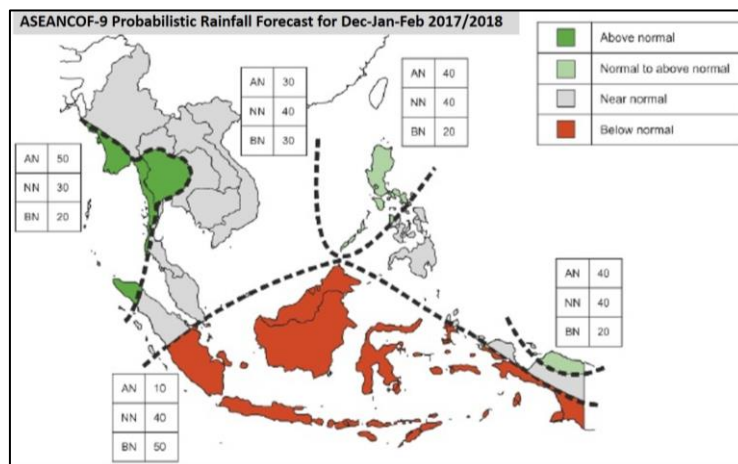 ASEANCOF-9 Probabilistic Rainfall Forecast for Dec-Jan-Feb 2017/2018
Above normal
Normal to above normal
Near normal
Below normal
AN 30
NN 40
BN 30
AN 40
NN 40
BN 20
AN 50
NN 30
BN 20
AN 40
NN 40
BN 20
AN 10
NN 40
BN 50